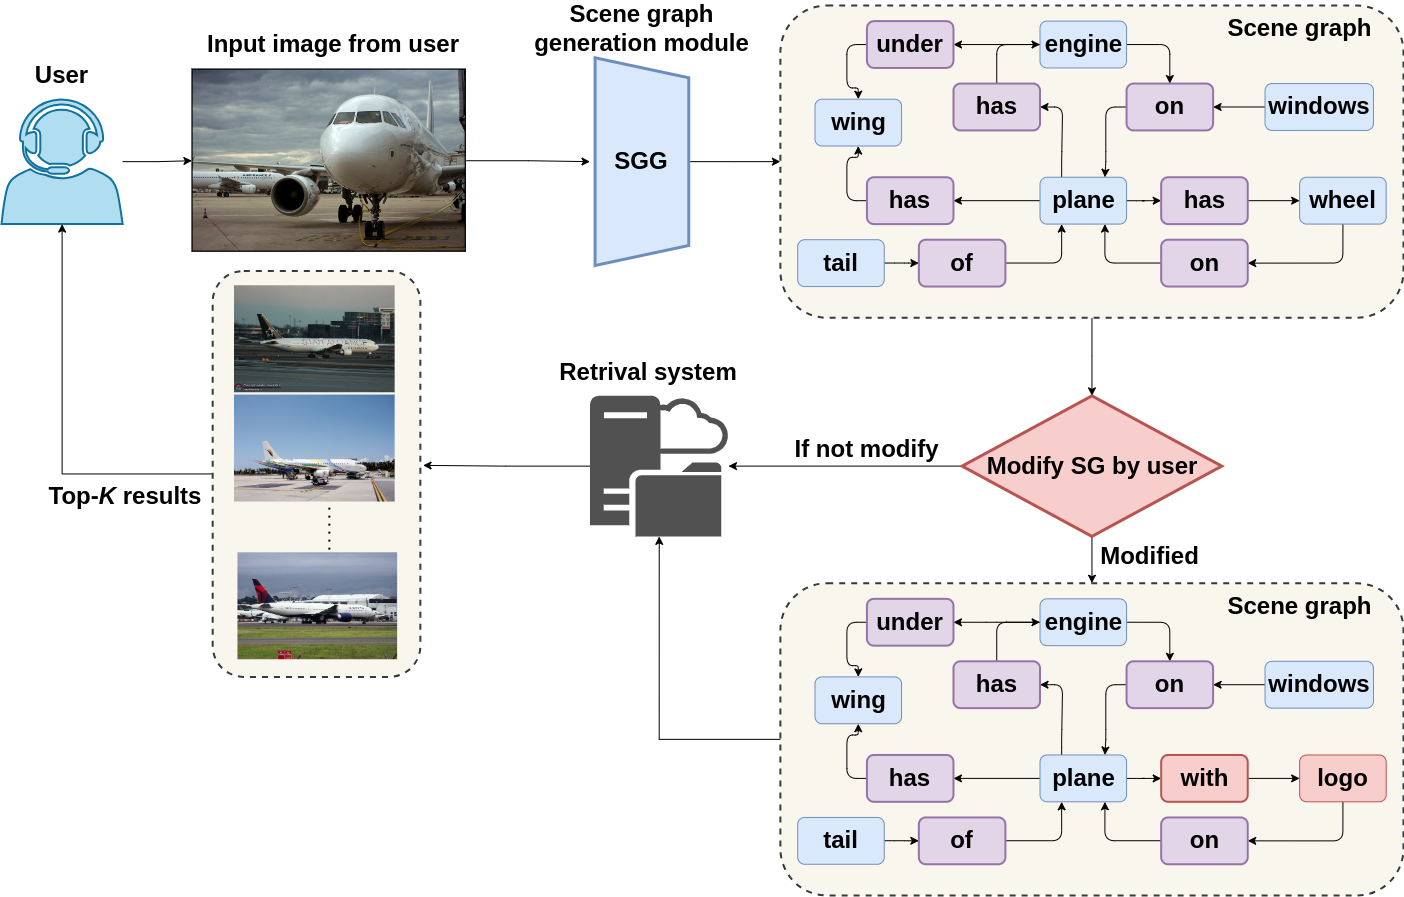 Scene graph
generation module
Input image from user
User
SGG
Scene graph
under
engine
has
on
windows
wing
has
plane
has
wheel
tail
of
on
Retrival system
If not modify
Modify SG by user
Modified
Top-K results
Scene graph
under
engine
has
on
windows
wing
has
plane
with
logo
tail
of
on